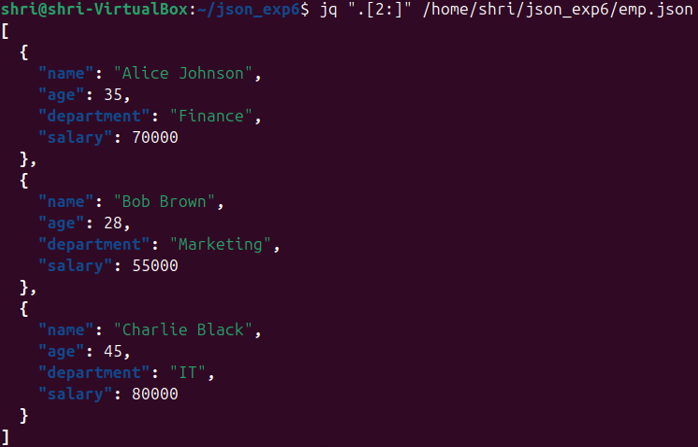 shri@shri-VirtualBox:~/json_exp6$ jq ".[2:]" /home/shri/json_exp6/emp.json
[
  {
    "name": "Alice Johnson",
    "age": 35,
    "department": "Finance",
    "salary": 70000
  },
  {
    "name": "Bob Brown",
    "age": 28,
    "department": "Marketing",
    "salary": 55000
  },
  {
    "name": "Charlie Black",
    "age": 45,
    "department": "IT",
    "salary": 80000
  }
]